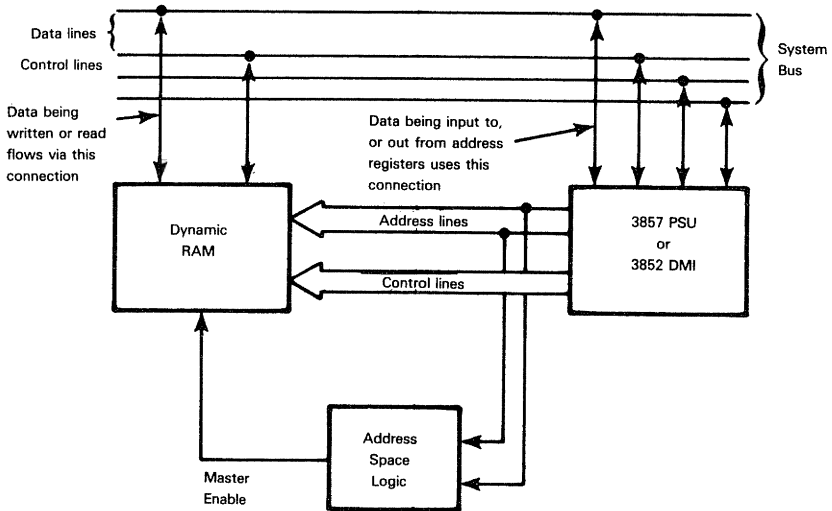 Data lines
Control lines
System
Bus
Data being
written or read
flows via this
connection
Data being input to,
or out from address
registers uses this
connection
Dynamic
RAM
Address lines
Control lines
3857 PSU
or
3852 DMI
Address
Space
Logic
Master
Enable